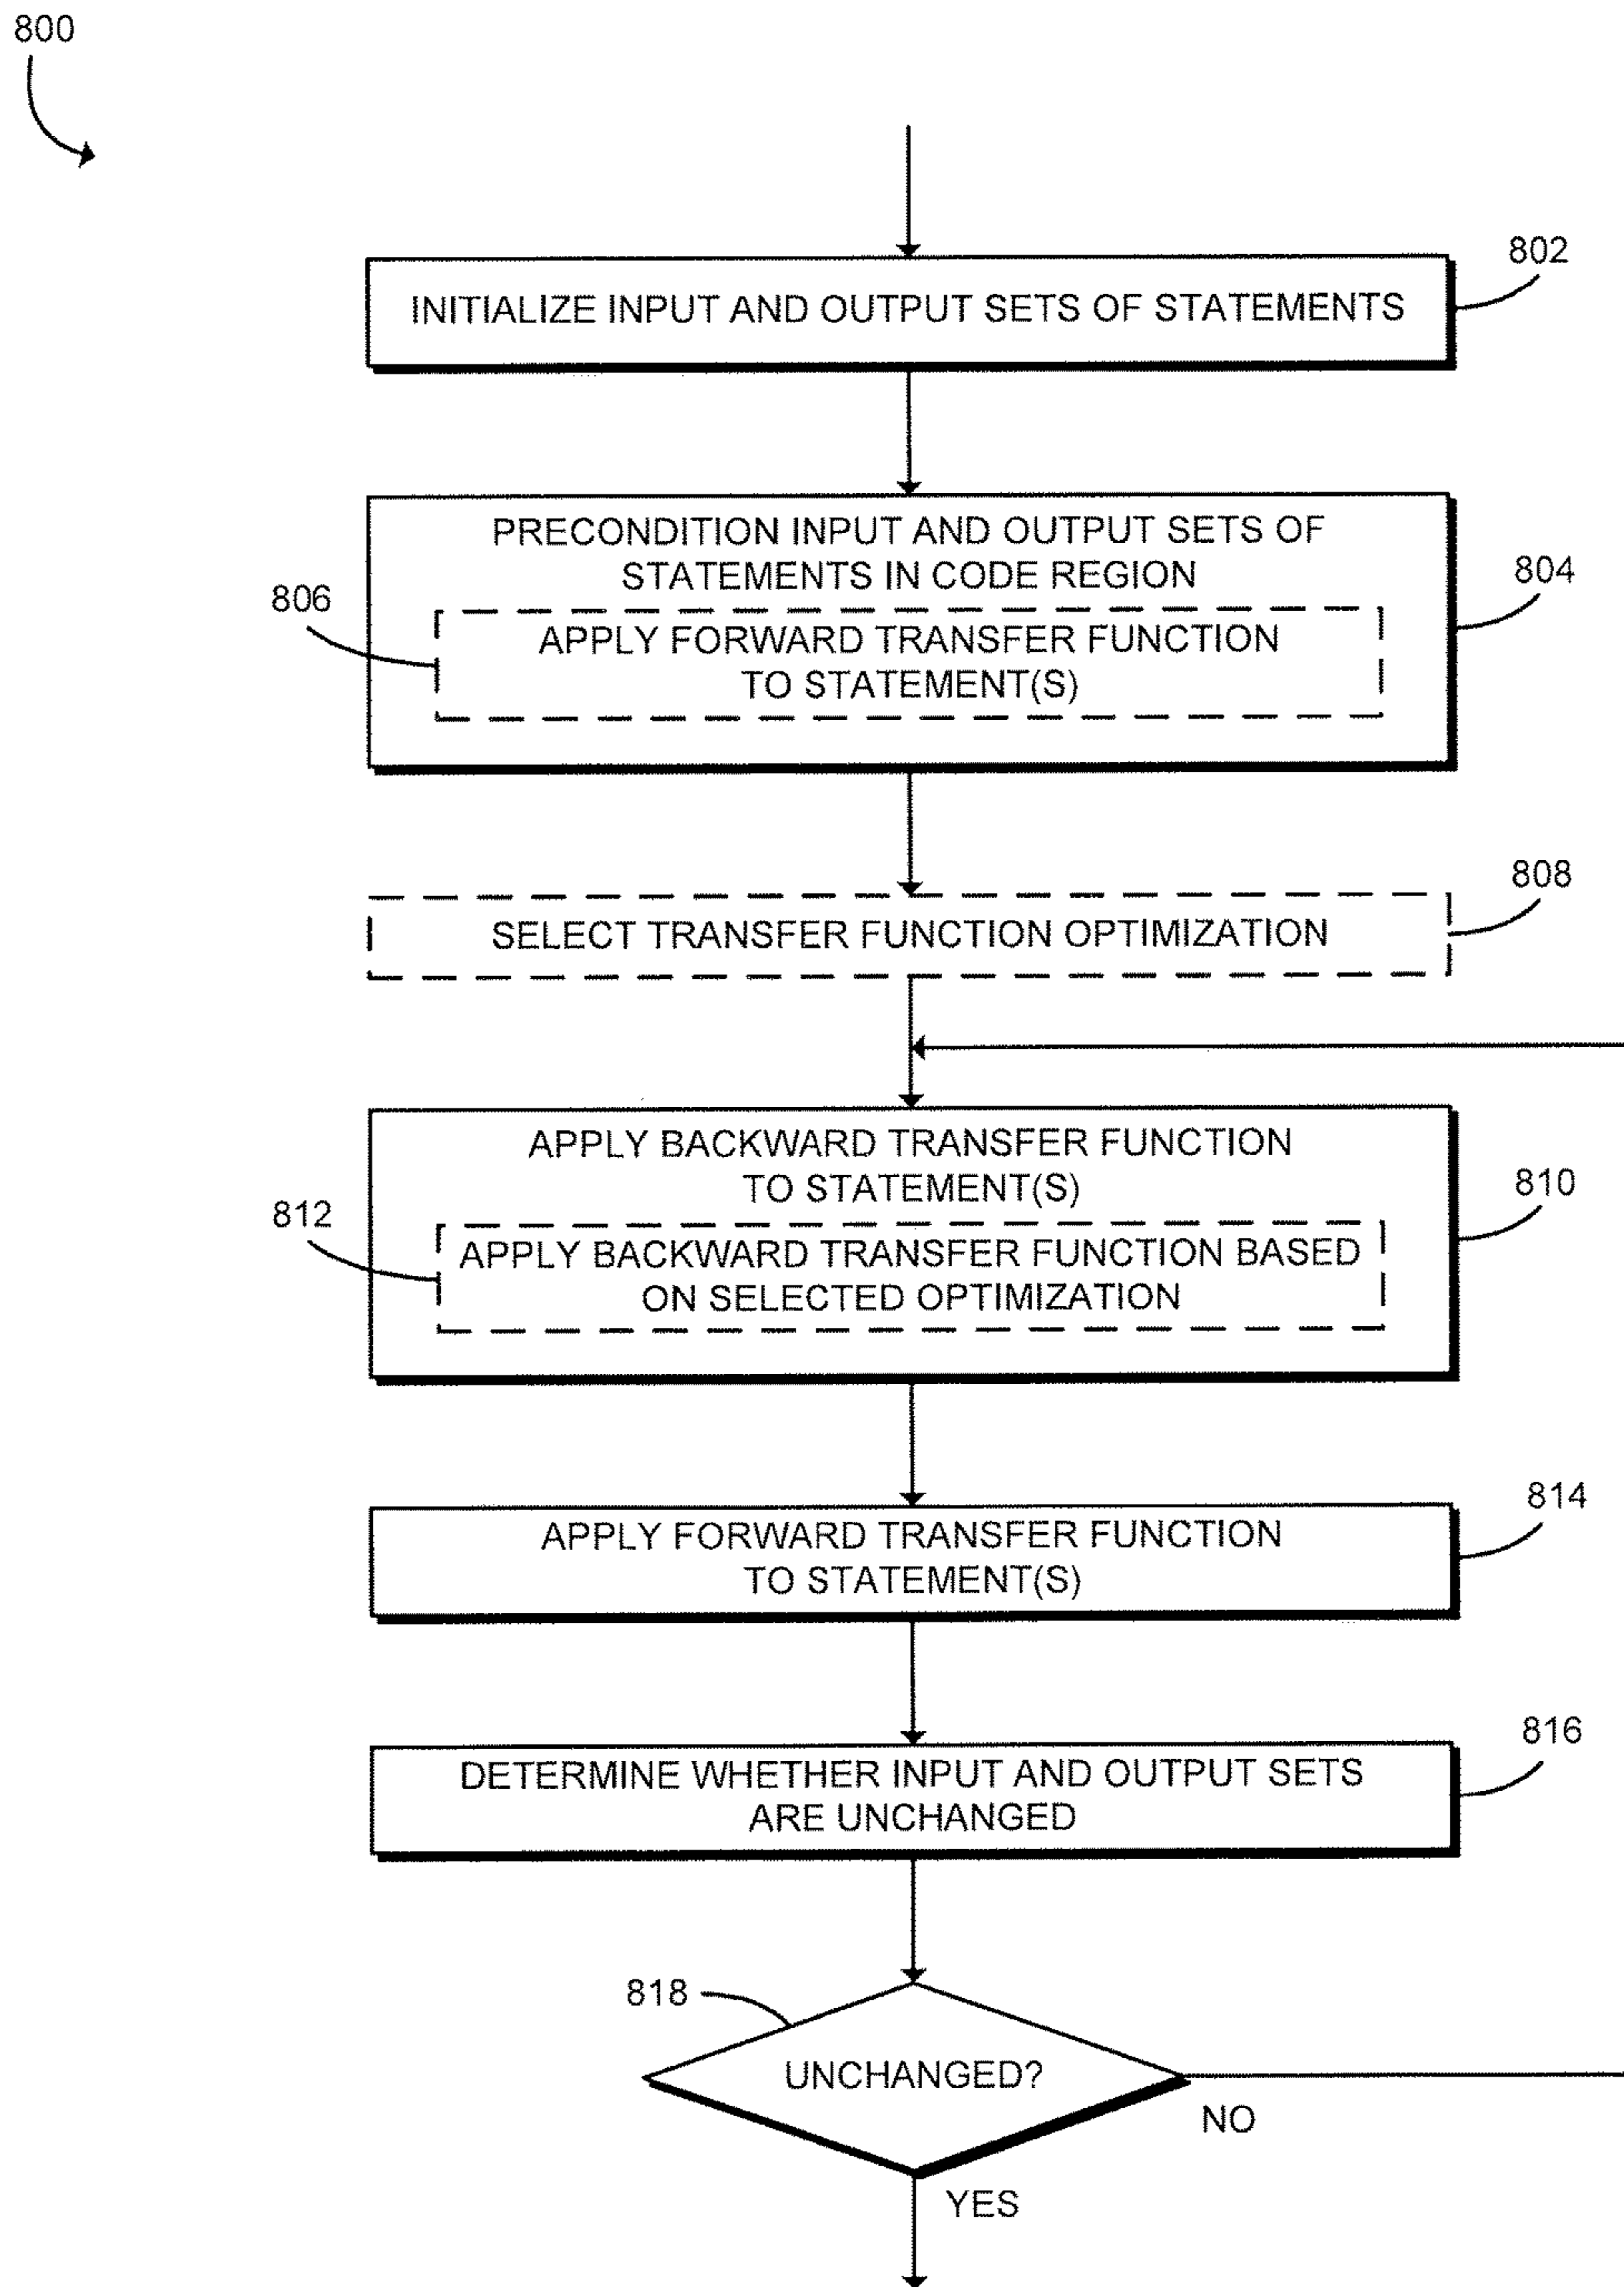 800
802
INITIALIZE INPUT AND OUTPUT SETS OF STATEMENTS
PRECONDITION INPUT AND OUTPUT SETS OF
STATEMENTS IN CODE REGION
804
806
APPLY FORWARD TRANSFER FUNCTION
TO STATEMENT(S)
808
SELECT TRANSFER FUNCTION OPTIMIZATION
APPLY BACKWARD TRANSFER FUNCTION
TO STATEMENT(S)
810
812
APPLY BACKWARD TRANSFER FUNCTION BASED
ON SELECTED OPTIMIZATION
814
APPLY FORWARD TRANSFER FUNCTION
TO STATEMENT(S)
816
DETERMINE WHETHER INPUT AND OUTPUT SETS
ARE UNCHANGED
818
UNCHANGED?
NO
YES